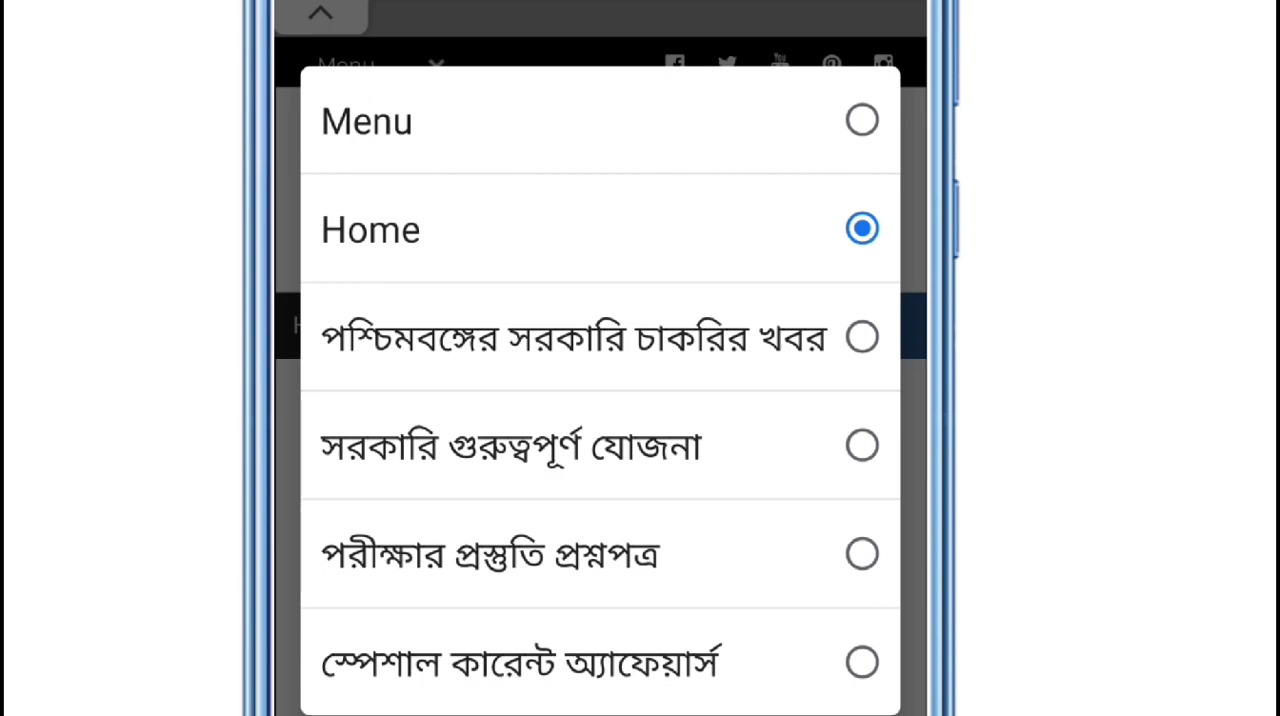 Menu
Menu
Home
পশ্চিমবঙ্গের সরকারি চাকরির খবর
সরকারি গুরুত্বপূর্ণ যোজনা
পরীক্ষার প্রস্তুতি প্রশ্নপত্র
স্পেশাল কারেন্ট অ্যাফেয়ার্স